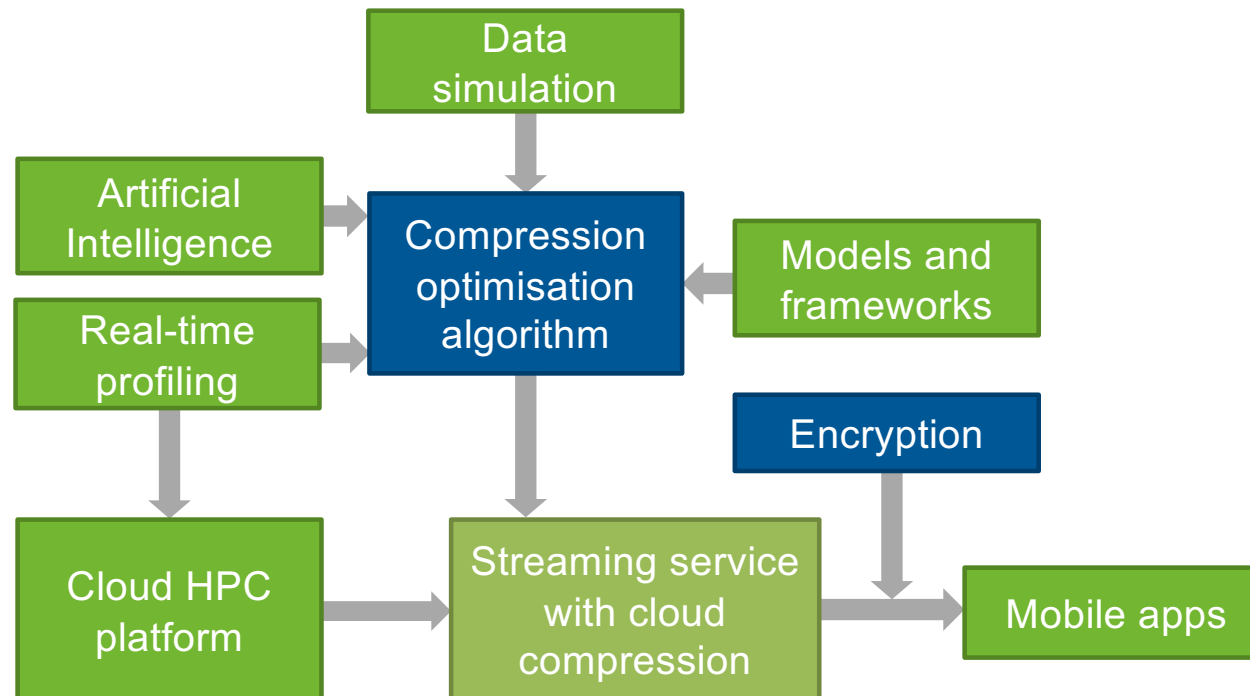 Data
simulation
Artificial
Intelligence
Compression
optimisation
algorithm
Models and
frameworks
Real-time
profiling
Encryption
Cloud HPC
platform
Streaming service
with cloud
compression
Mobile apps